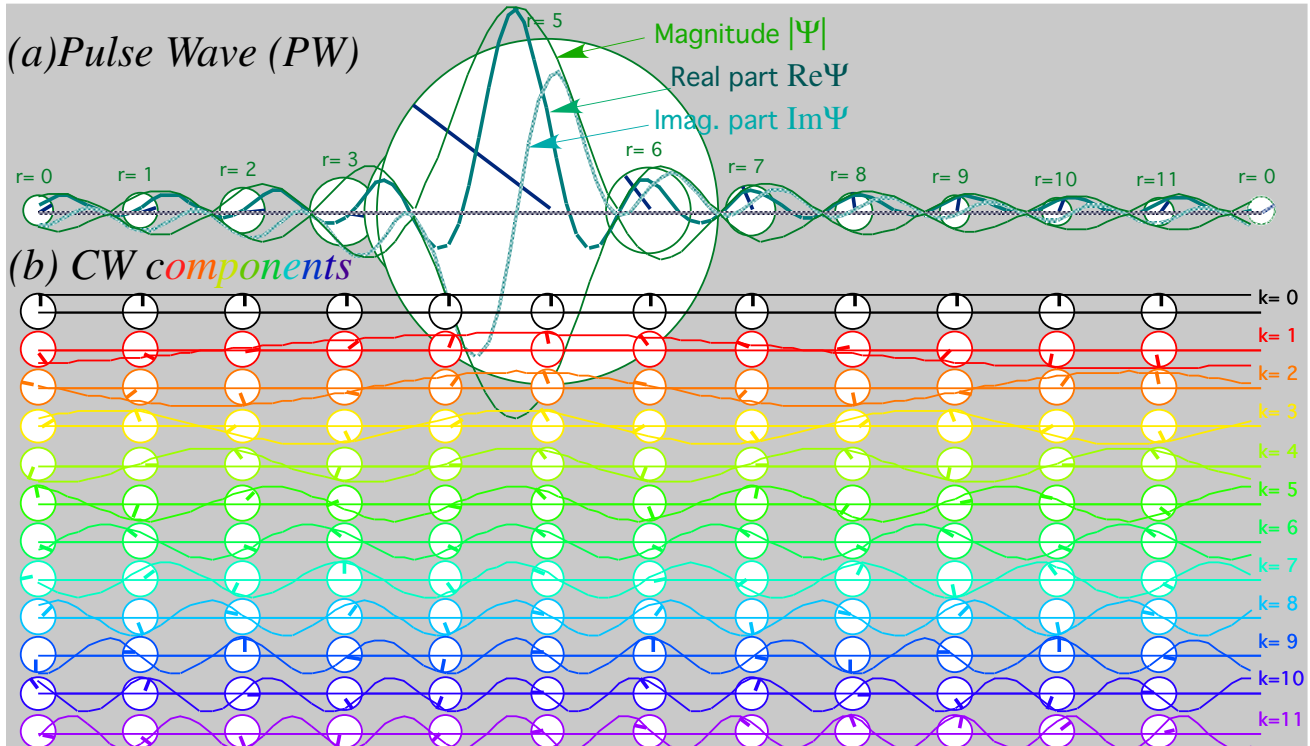 (a)Pulse Wave (PW)
r= 5
Magnitude |Ψ|
Real part ReΨ
Imag. part ImΨ
r= 0
r= 1
r= 2
r= 3
r= 6
r= 7
r= 8
r= 9
r=10
r=11
r= 0
(b) CW components
k= 0
k= 1
k= 2
k= 3
k= 4
k= 5
k= 6
k= 7
k= 8
k= 9
k=10
k=11